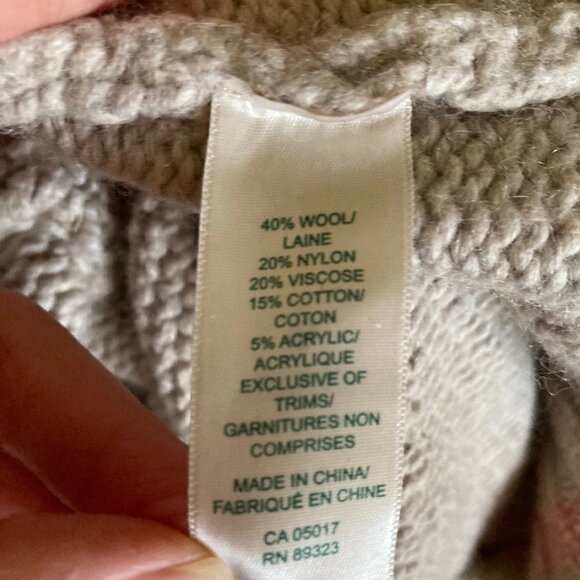 40% WOOL/
LAINE
20% NYLON
20% VISCOSE
15% COTTON/
COTON
5% ACRYLIC/
ACRYLIQUE
EXCLUSIVE OF
TRIMS/
GARNITURES NON
COMPRISES
MADE IN CHINA/
FABRIQUÉ EN CHINE
CA 05017
RN 89323